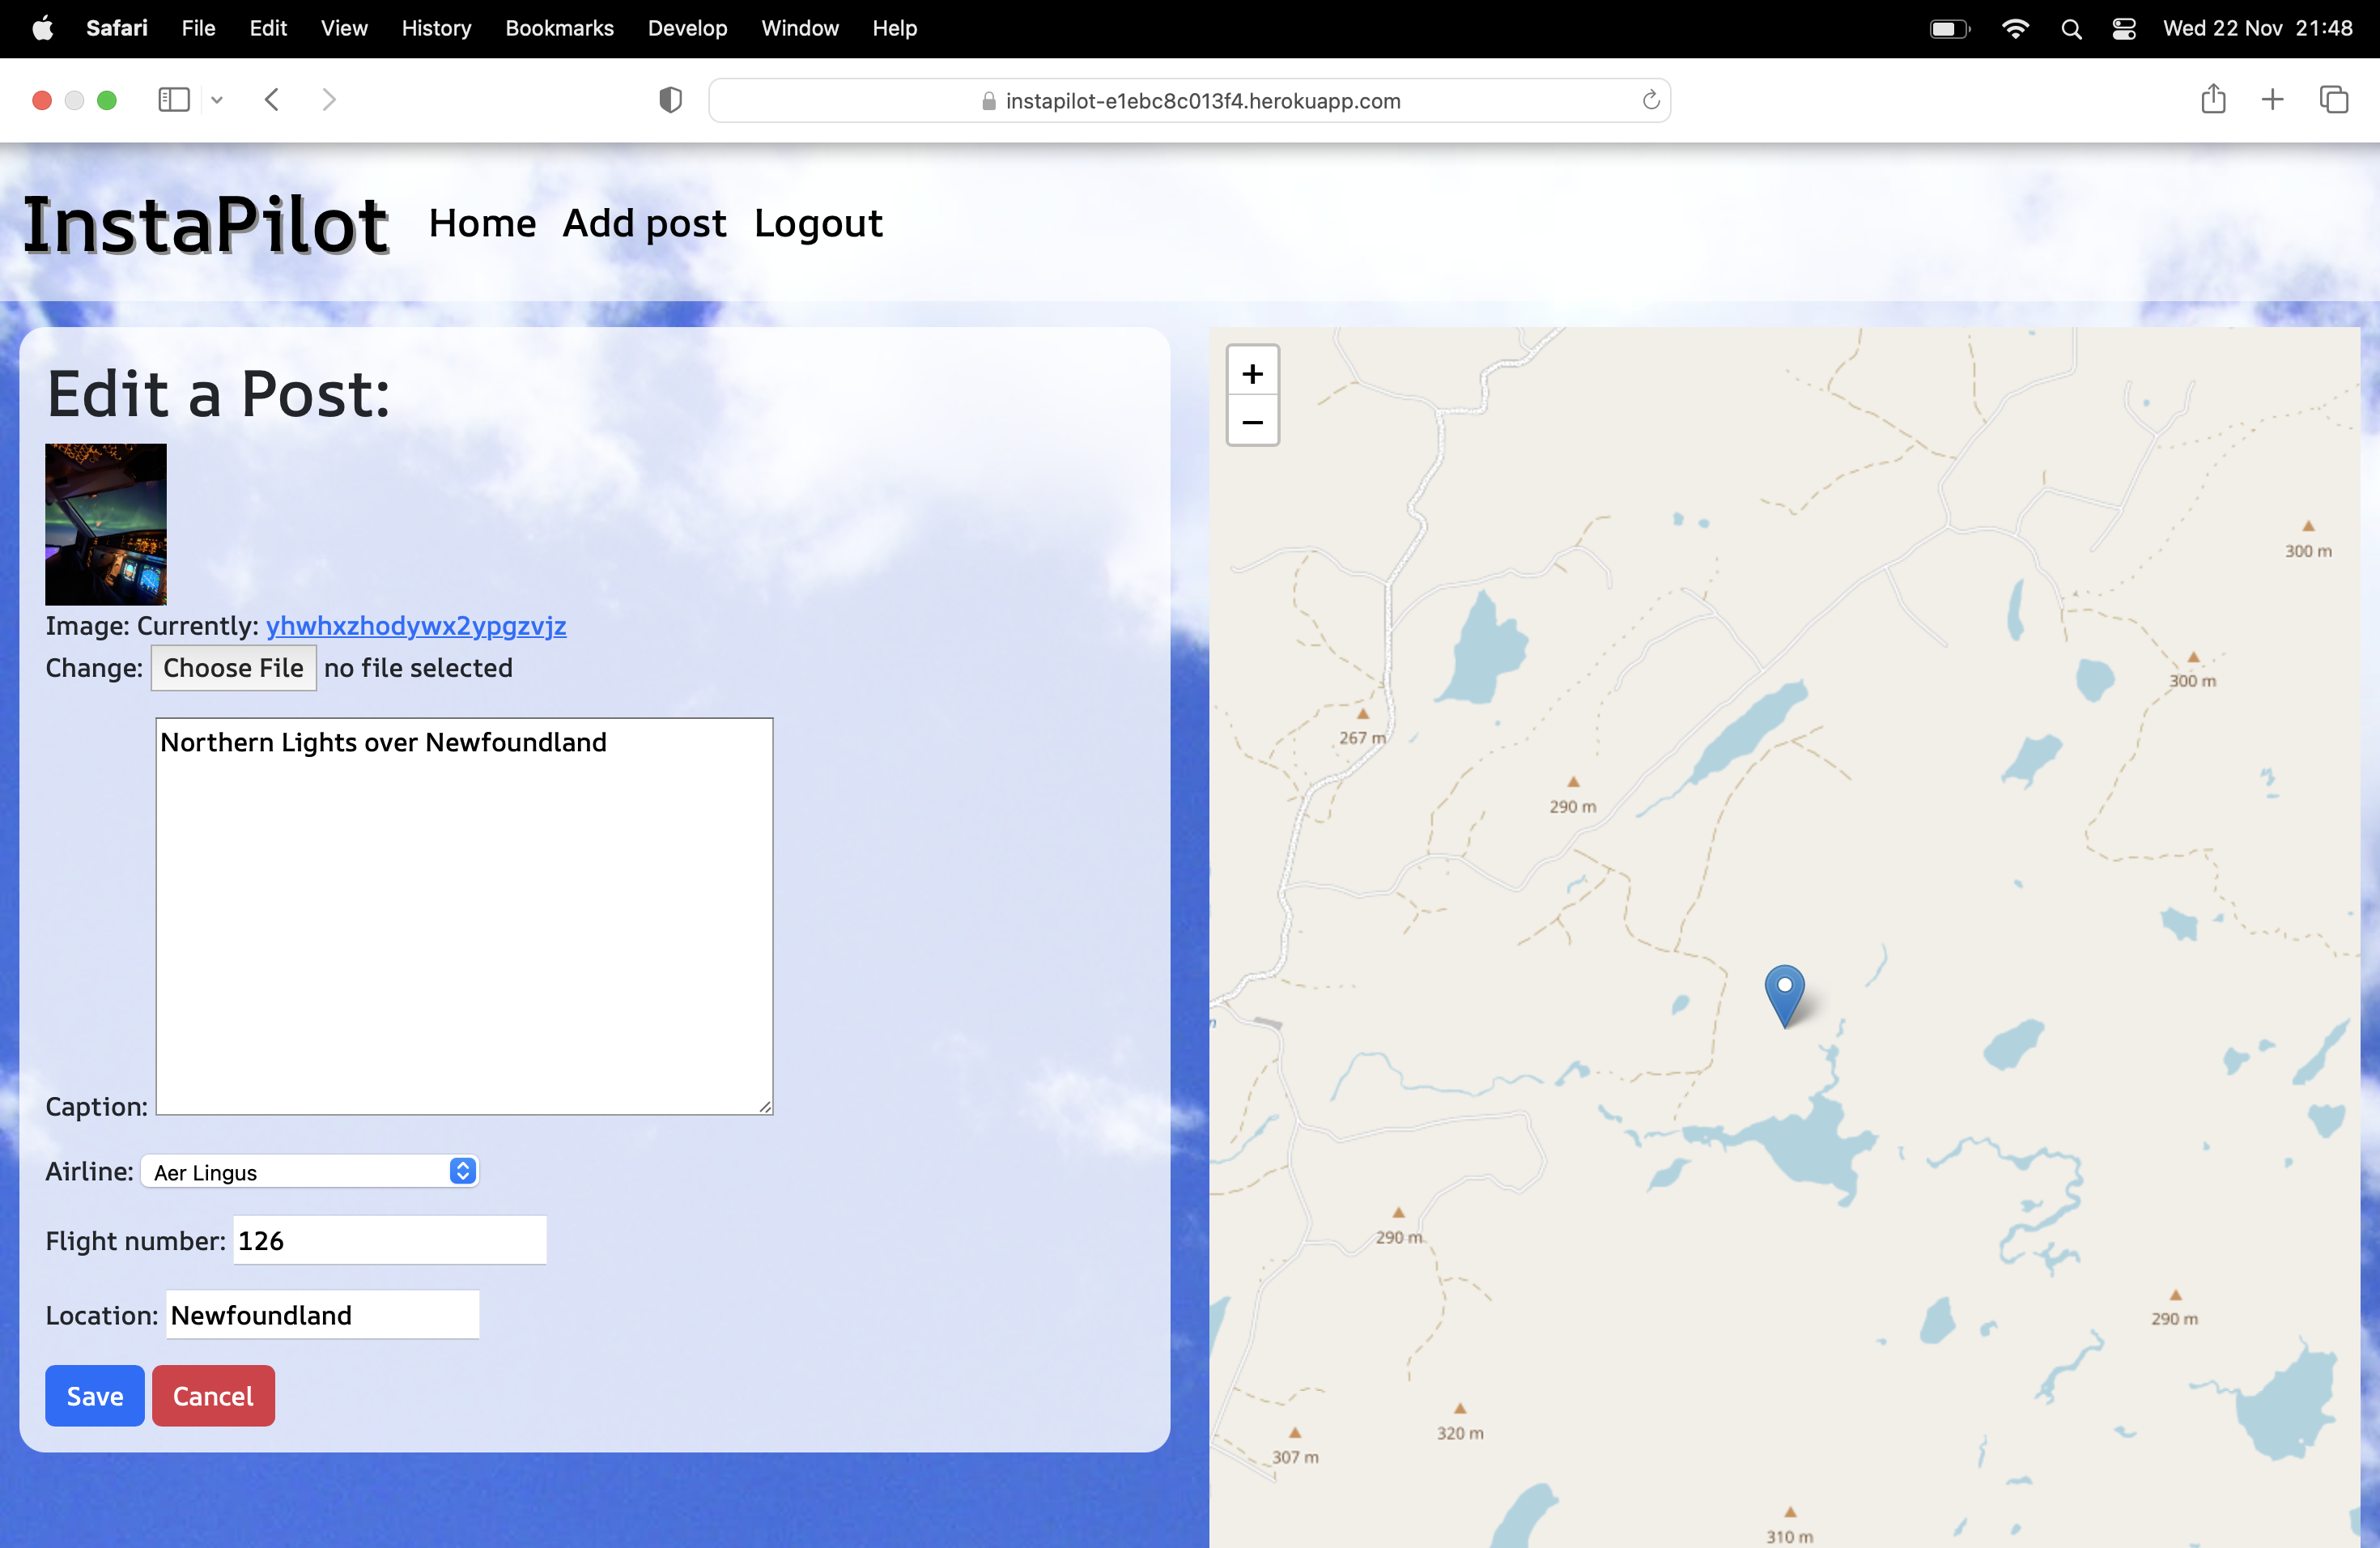 Safari File Edit View History Bookmarks Develop Window Help Wed 22 Nov 21:48
instapilot-e1ebc8c013f4.herokuapp.com
InstaPilot Home Add post Logout
Edit a Post:
Image: Currently: yhwhxzhodywx2ypgzvjz
Change: Choose File no file selected
Northern Lights over Newfoundland
Caption:
Airline: Aer Lingus
Flight number: 126
Location: Newfoundland
Save Cancel
+
−
300 m
300 m
267 m
290 m
n
290 m
290 m
320 m
307 m
310 m